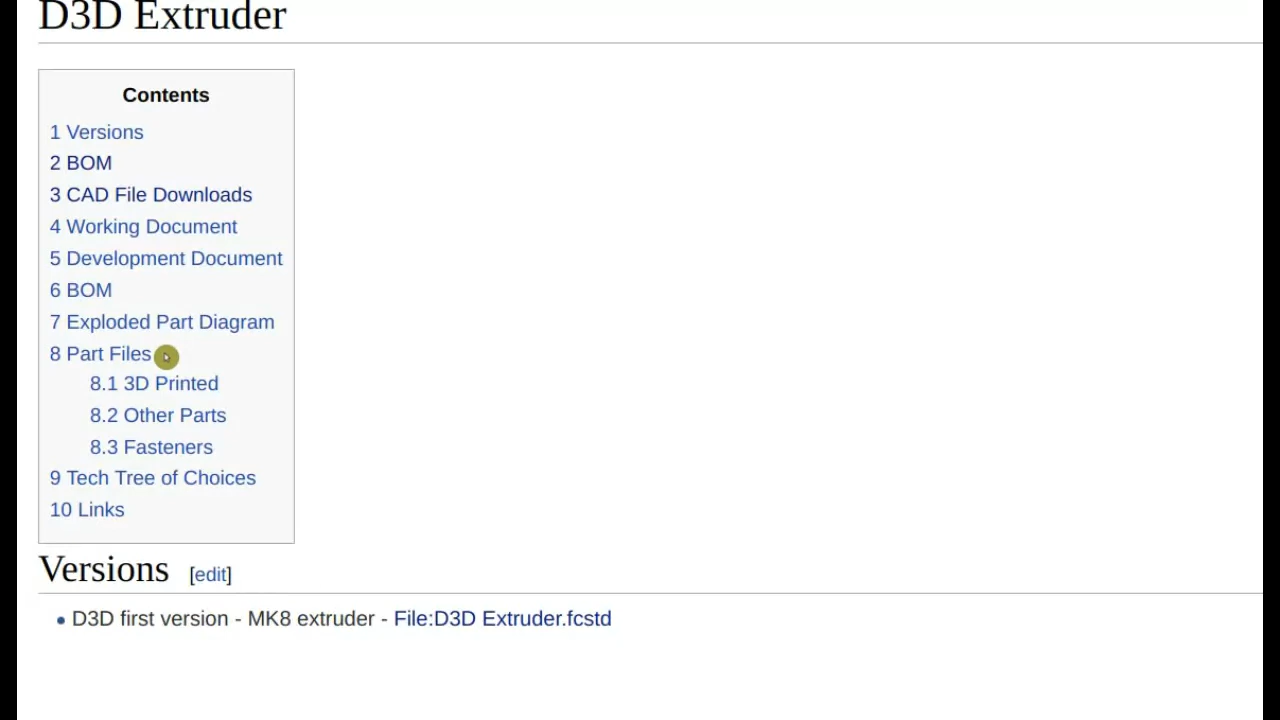 D3D Extruder
Contents
1 Versions
2 BOM
3 CAD File Downloads
4 Working Document
5 Development Document
6 BOM
7 Exploded Part Diagram
8 Part Files
8.1 3D Printed
8.2 Other Parts
8.3 Fasteners
9 Tech Tree of Choices
10 Links
Versions [edit]
• D3D first version - MK8 extruder - File:D3D Extruder.fcstd